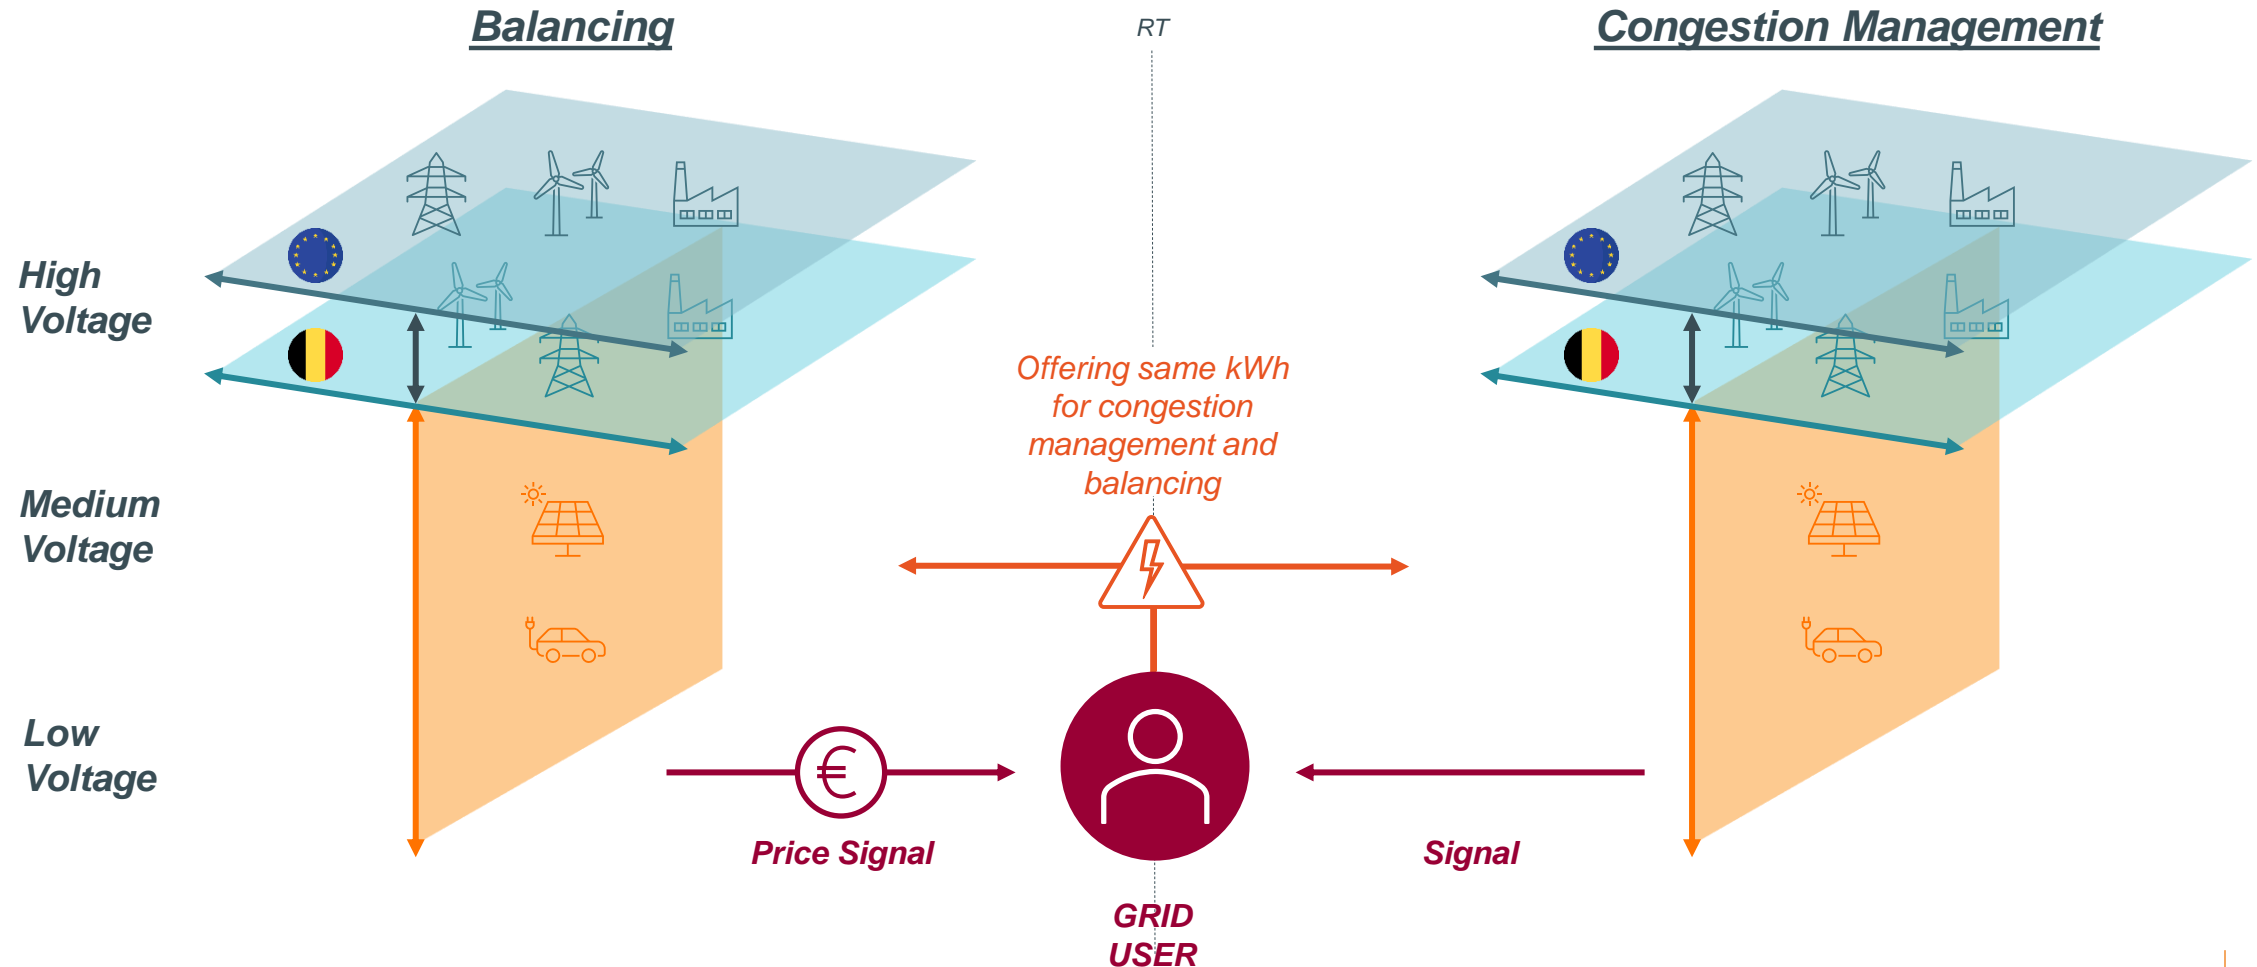 Balancing
RT
Congestion Management
High
Voltage
Offering same kWh
for congestion
management and
balancing
Medium
Voltage
Low
Voltage
€
Price Signal
Signal
GRID
USER